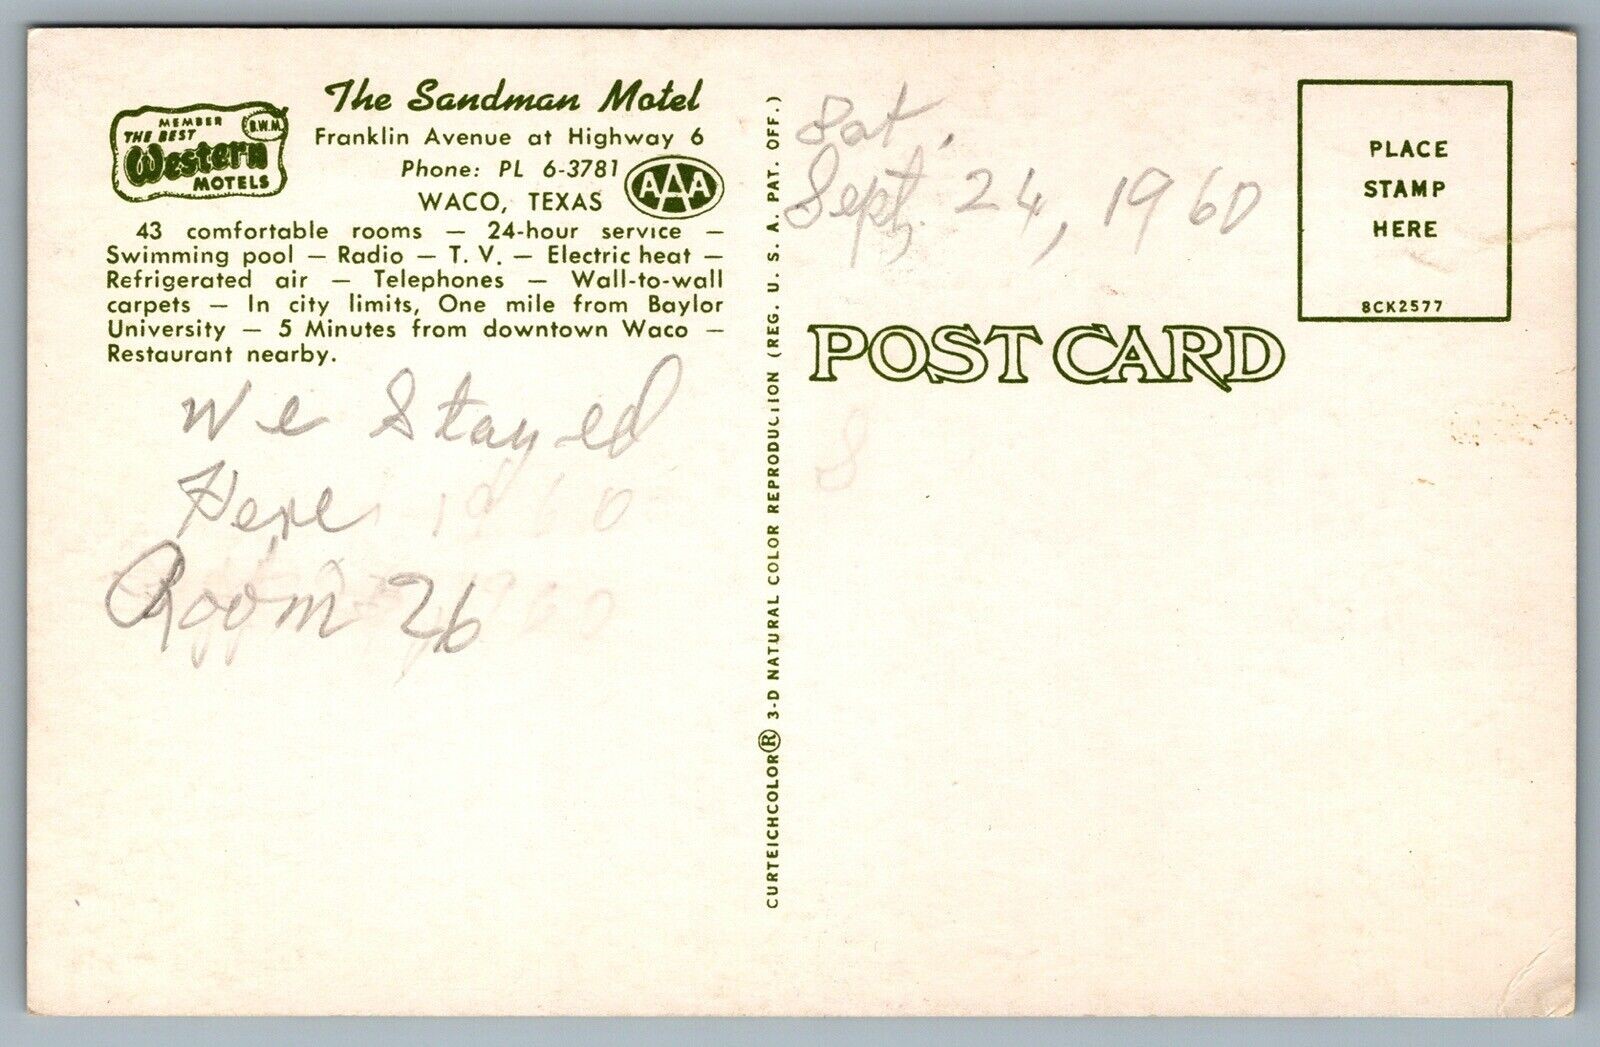 MEMBER
B.W.M.
THE BEST
Western
MOTELS
The Sandman Motel
Franklin Avenue at Highway 6
Phone: PL 6-3781
AAA
WACO, TEXAS
43 comfortable rooms — 24-hour service —
Swimming pool — Radio — T. V. — Electric heat —
Refrigerated air — Telephones — Wall-to-wall
carpets — In city limits, One mile from Baylor
University — 5 Minutes from downtown Waco —
Restaurant nearby.
We Stayed
Here
1960
Room 26
1960
CURTEICHCOLOR® 3-D NATURAL COLOR REPRODUCTION (REG. U. S. A. PAT. OFF.)
Sat.
Sept. 24, 1960
POST CARD
S
PLACE
STAMP
HERE
8CK2577